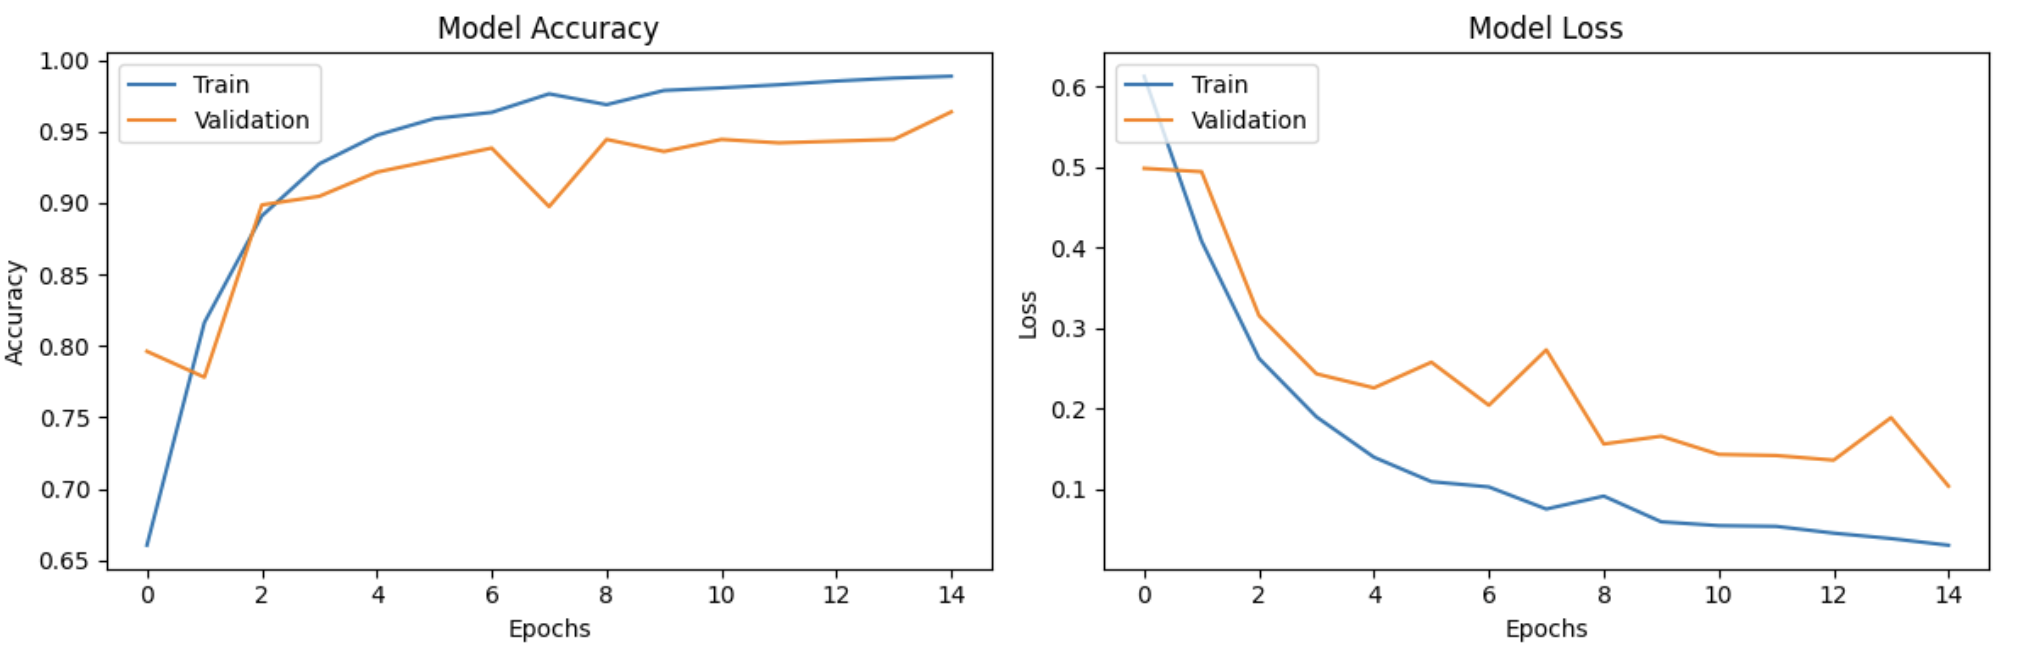 Model Accuracy
1.00
0.95
0.90
0.85
0.80
0.75
0.70
0.65
Accuracy
Train
Validation
0 2 4 6 8 10 12 14
Epochs
Model Loss
0.6
0.5
0.4
0.3
0.2
0.1
Loss
Train
Validation
0 2 4 6 8 10 12 14
Epochs